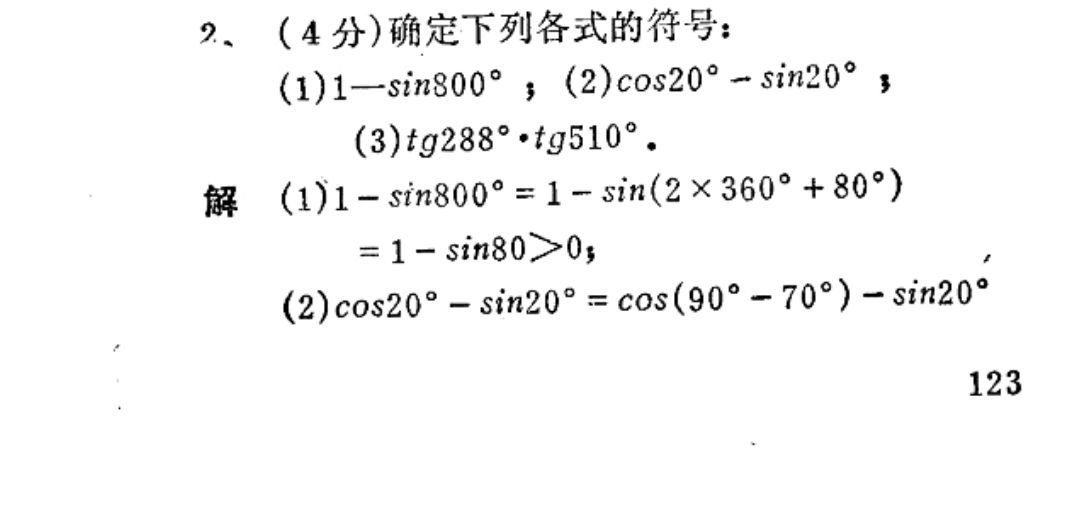 2、 (4分)确定下列各式的符号:
(1)1—sin800° ; (2)cos20° - sin20° ;
(3)tg288°·tg510°.
解 (1)1 - sin800° = 1 - sin(2 × 360° + 80°)
= 1 - sin80>0;
(2)cos20° - sin20° = cos(90° - 70°) - sin20°
123